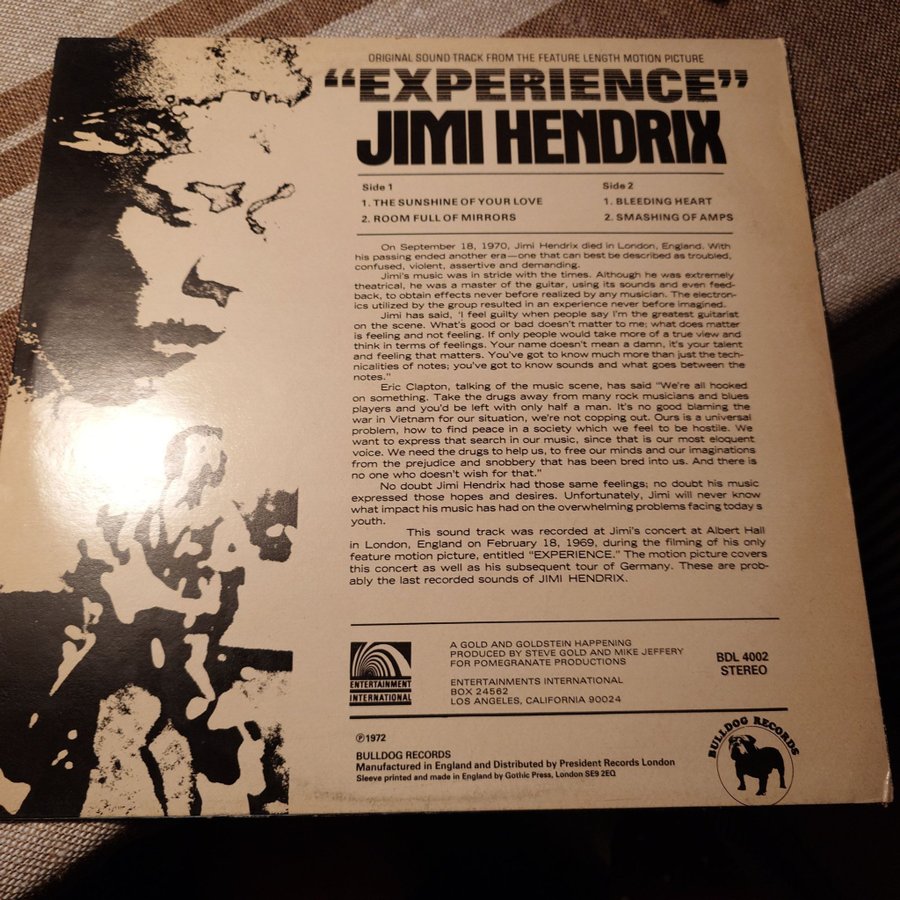 ORIGINAL SOUND TRACK FROM THE FEATURE LENGTH MOTION PICTURE
“EXPERIENCE”
JIMI HENDRIX
Side 1
1. THE SUNSHINE OF YOUR LOVE
2. ROOM FULL OF MIRRORS
Side 2
1. BLEEDING HEART
2. SMASHING OF AMPS
On September 18, 1970, Jimi Hendrix died in London, England. With
his passing ended another era—one that can best be described as troubled,
confused, violent, assertive and demanding.
Jimi's music was in stride with the times. Although he was extremely
theatrical, he was a master of the guitar, using its sounds and even feed-
back, to obtain effects never before realized by any musician. The electron-
ics utilized by the group resulted in an experience never before imagined.
Jimi has said, 'I feel guilty when people say I'm the greatest guitarist
on the scene. What's good or bad doesn't matter to me; what does matter
is feeling and not feeling. If only people would take more of a true view and
think in terms of feelings. Your name doesn't mean a damn, it's your talent
and feeling that matters. You've got to know much more than just the tech-
nicalities of notes; you've got to know sounds and what goes between the
notes."
Eric Clapton, talking of the music scene, has said "We're all hooked
on something. Take the drugs away from many rock musicians and blues
players and you'd be left with only half a man. It's no good blaming the
war in Vietnam for our situation, we're not copping out. Ours is a universal
problem, how to find peace in a society which we feel to be hostile. We
want to express that search in our music, since that is our most eloquent
voice. We need the drugs to help us, to free our minds and our imaginations
from the prejudice and snobbery that has been bred into us. And there is
no one who doesn't wish for that."
No doubt Jimi Hendrix had those same feelings; no doubt his music
expressed those hopes and desires. Unfortunately, Jimi will never know
what impact his music has had on the overwhelming problems facing today s
youth.
This sound track was recorded at Jimi's concert at Albert Hall
in London, England on February 18, 1969, during the filming of his only
feature motion picture, entitled "EXPERIENCE." The motion picture covers
this concert as well as his subsequent tour of Germany. These are prob-
ably the last recorded sounds of JIMI HENDRIX.
ENTERTAINMENT
INTERNATIONAL
A GOLD AND GOLDSTEIN HAPPENING
PRODUCED BY STEVE GOLD AND MIKE JEFFERY
FOR POMEGRANATE PRODUCTIONS
ENTERTAINMENTS INTERNATIONAL
BOX 24562
LOS ANGELES, CALIFORNIA 90024
BDL 4002
STEREO
℗1972
BULLDOG RECORDS
Manufactured in England and Distributed by President Records London
Sleeve printed and made in England by Gothic Press, London SE9 2EQ
BULLDOG RECORDS